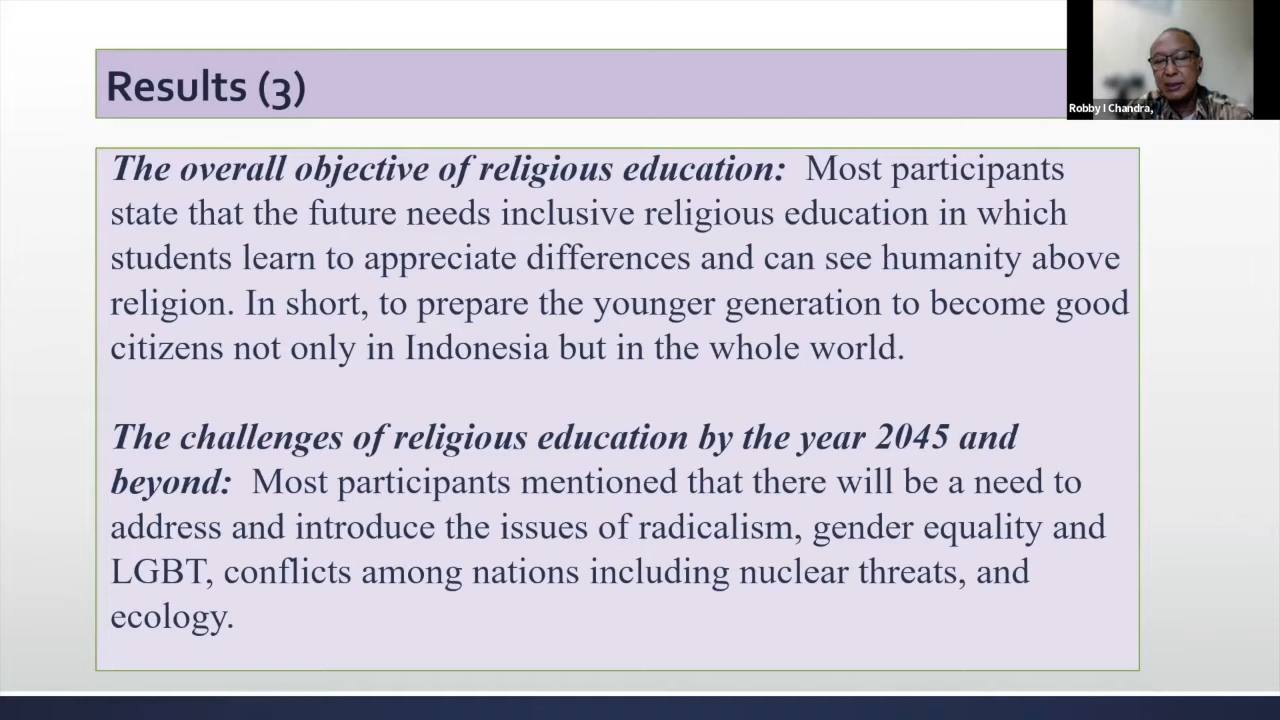 Results (3)
Robby I Chandra,
The overall objective of religious education: Most participants
state that the future needs inclusive religious education in which
students learn to appreciate differences and can see humanity above
religion. In short, to prepare the younger generation to become good
citizens not only in Indonesia but in the whole world.
The challenges of religious education by the year 2045 and
beyond: Most participants mentioned that there will be a need to
address and introduce the issues of radicalism, gender equality and
LGBT, conflicts among nations including nuclear threats, and
ecology.